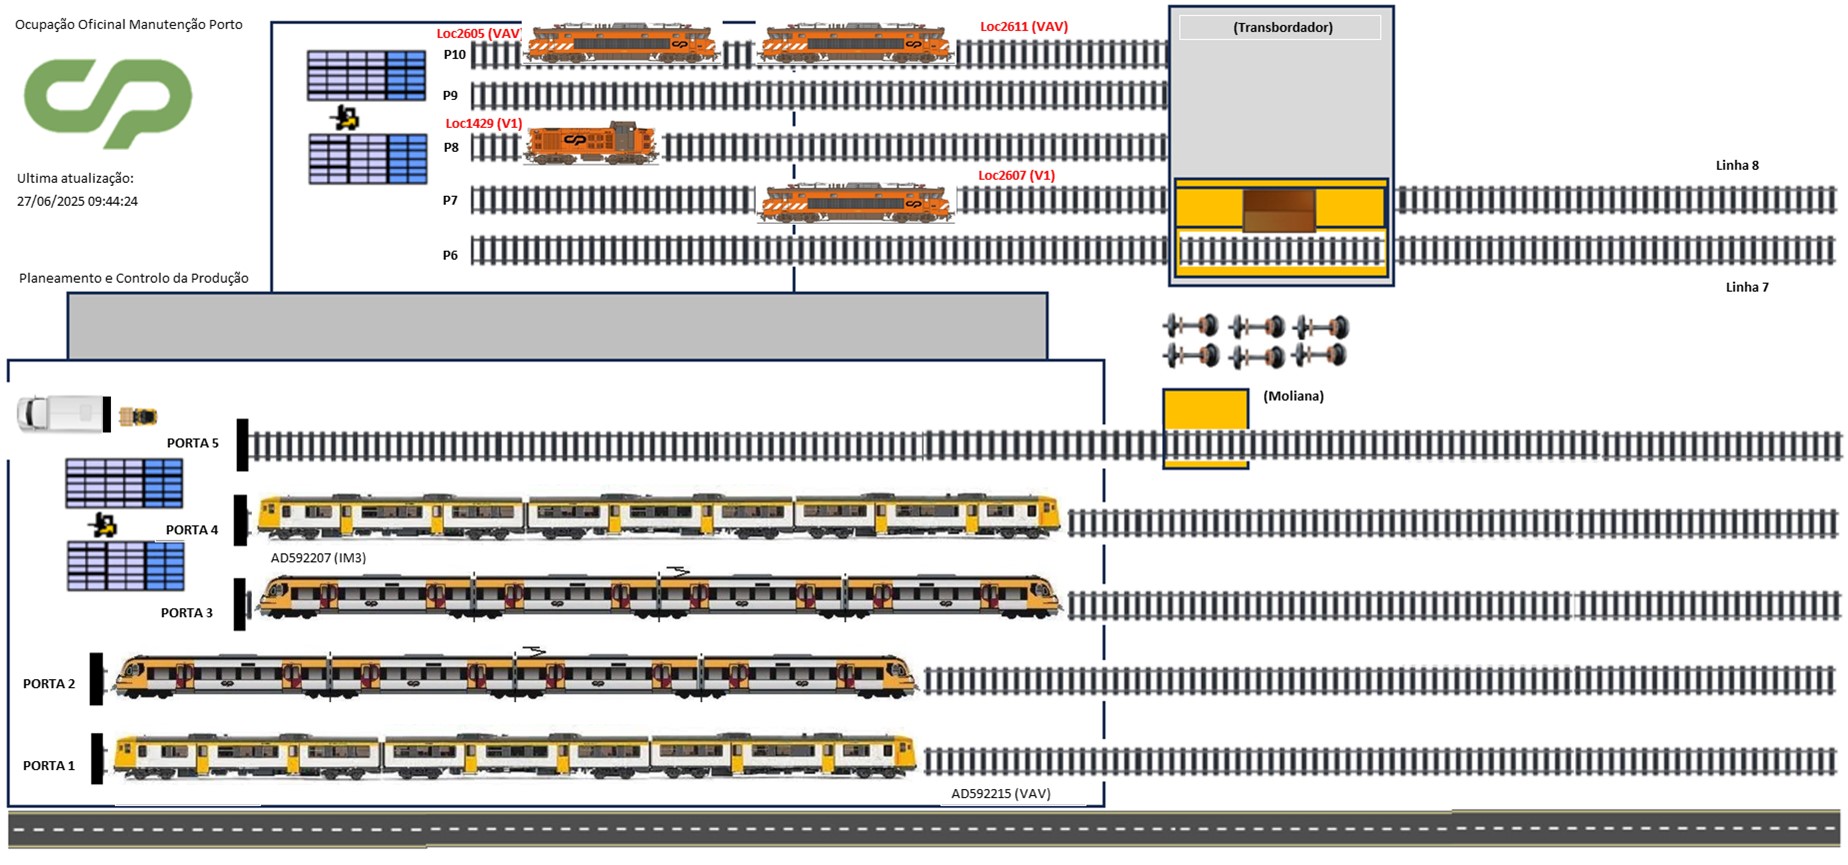 Ocupação Oficinal Manutenção Porto
Ultima atualização:
27/06/2025 09:44:24
Planeamento e Controlo da Produção
Loc2605 (VAV)
Loc2611 (VAV)
(Transbordador)
P10
P9
Loc1429 (V1)
P8
Loc2607 (V1)
Linha 8
P7
P6
Linha 7
(Moliana)
PORTA 5
PORTA 4
AD592207 (IM3)
PORTA 3
PORTA 2
PORTA 1
AD592215 (VAV)